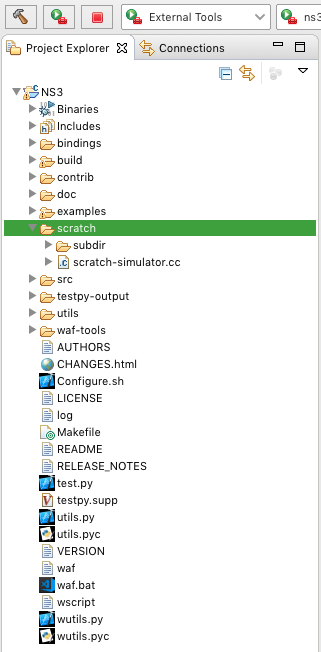 External Tools ns3
Project Explorer Connections
NS3
Binaries
Includes
bindings
build
contrib
doc
examples
scratch
subdir
scratch-simulator.cc
src
testpy-output
utils
waf-tools
AUTHORS
CHANGES.html
Configure.sh
LICENSE
log
Makefile
README
RELEASE_NOTES
test.py
testpy.supp
utils.py
utils.pyc
VERSION
waf
waf.bat
wscript
wutils.py
wutils.pyc